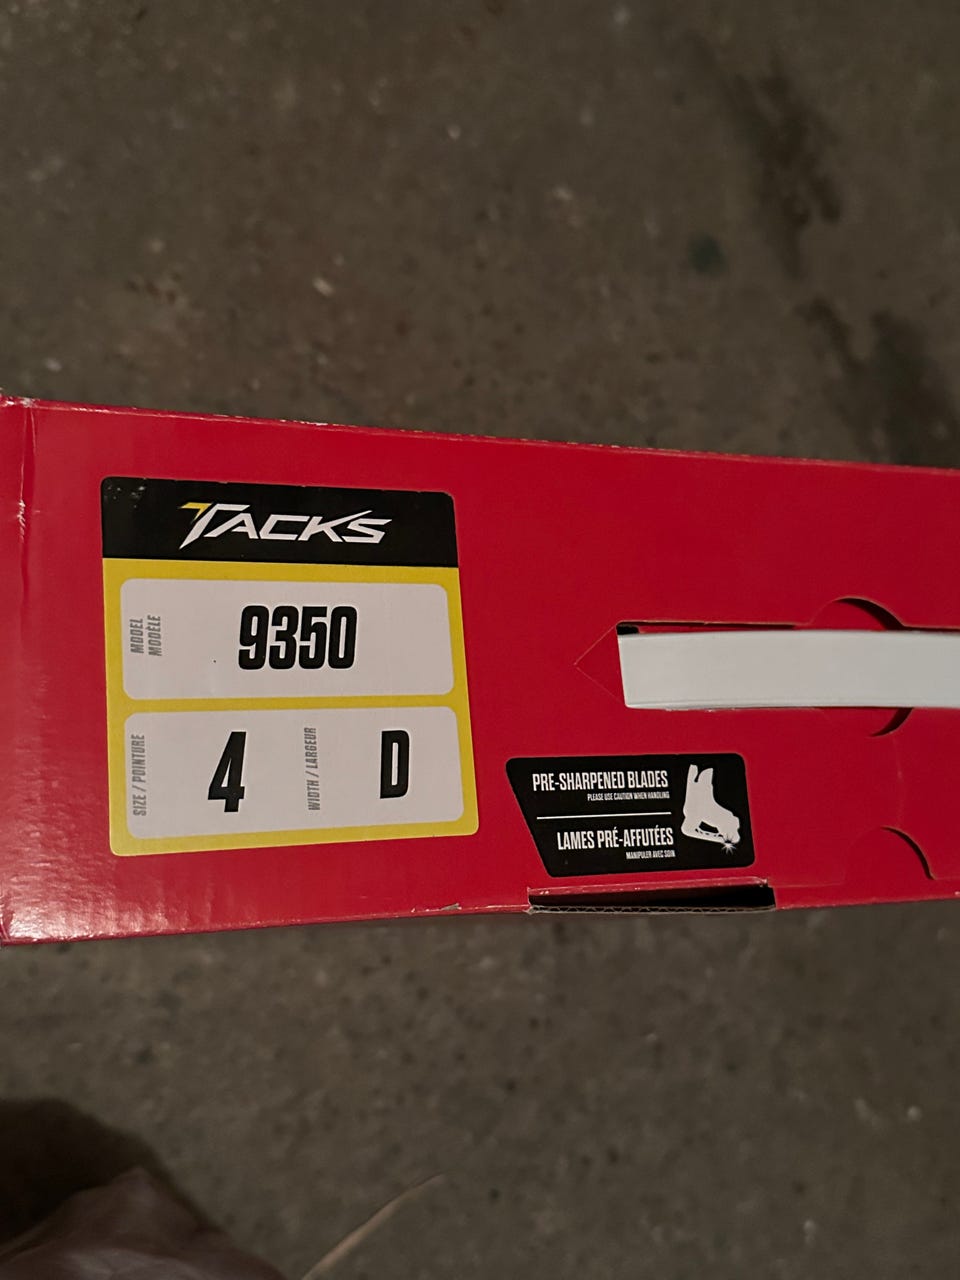 TACKS
MODEL
MODÈLE
9350
SIZE / POINTURE
4
WIDTH / LARGEUR
D
PRE-SHARPENED BLADES
PLEASE USE CAUTION WHEN HANDLING
LAMES PRÉ-AFFUTÉES
MANIPULER AVEC SOIN